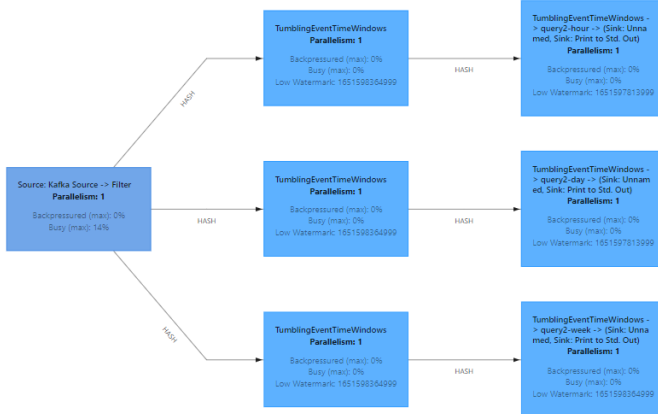 TumblingEventTimeWindows
Parallelism: 1
Backpressured (max): 0%
Busy (max): 0%
Low Watermark: 1651598364999
TumblingEventTimeWindows -
> query2-hour -> (Sink: Unna
med, Sink: Print to Std. Out)
Parallelism: 1
Backpressured (max): 0%
Busy (max): 0%
Low Watermark: 1651597813999
HASH
HASH
Source: Kafka Source -> Filter
Parallelism: 1
Backpressured (max): 0%
Busy (max): 14%
HASH
TumblingEventTimeWindows
Parallelism: 1
Backpressured (max): 0%
Busy (max): 0%
Low Watermark: 1651598364999
HASH
TumblingEventTimeWindows -
> query2-day -> (Sink: Unnam
ed, Sink: Print to Std. Out)
Parallelism: 1
Backpressured (max): 0%
Busy (max): 0%
Low Watermark: 1651597813999
HASH
TumblingEventTimeWindows
Parallelism: 1
Backpressured (max): 0%
Busy (max): 0%
Low Watermark: 1651598364999
HASH
TumblingEventTimeWindows -
> query2-week -> (Sink: Unna
med, Sink: Print to Std. Out)
Parallelism: 1
Backpressured (max): 0%
Busy (max): 0%
Low Watermark: 1651598364999